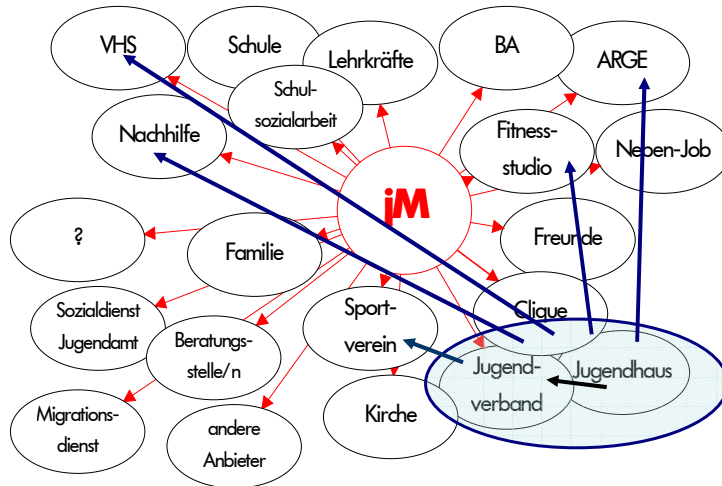 VHS
Schule
Lehrkräfte
BA
ARGE
Schul-
sozialarbeit
Nachhilfe
Fitness-
studio
Neben-Job
jM
?
Familie
Freunde
Sozialdienst
Jugendamt
Beratungs-
stelle/n
Sport-
verein
Clique
Jugend-
verband
Jugendhaus
Migrations-
dienst
andere
Anbieter
Kirche